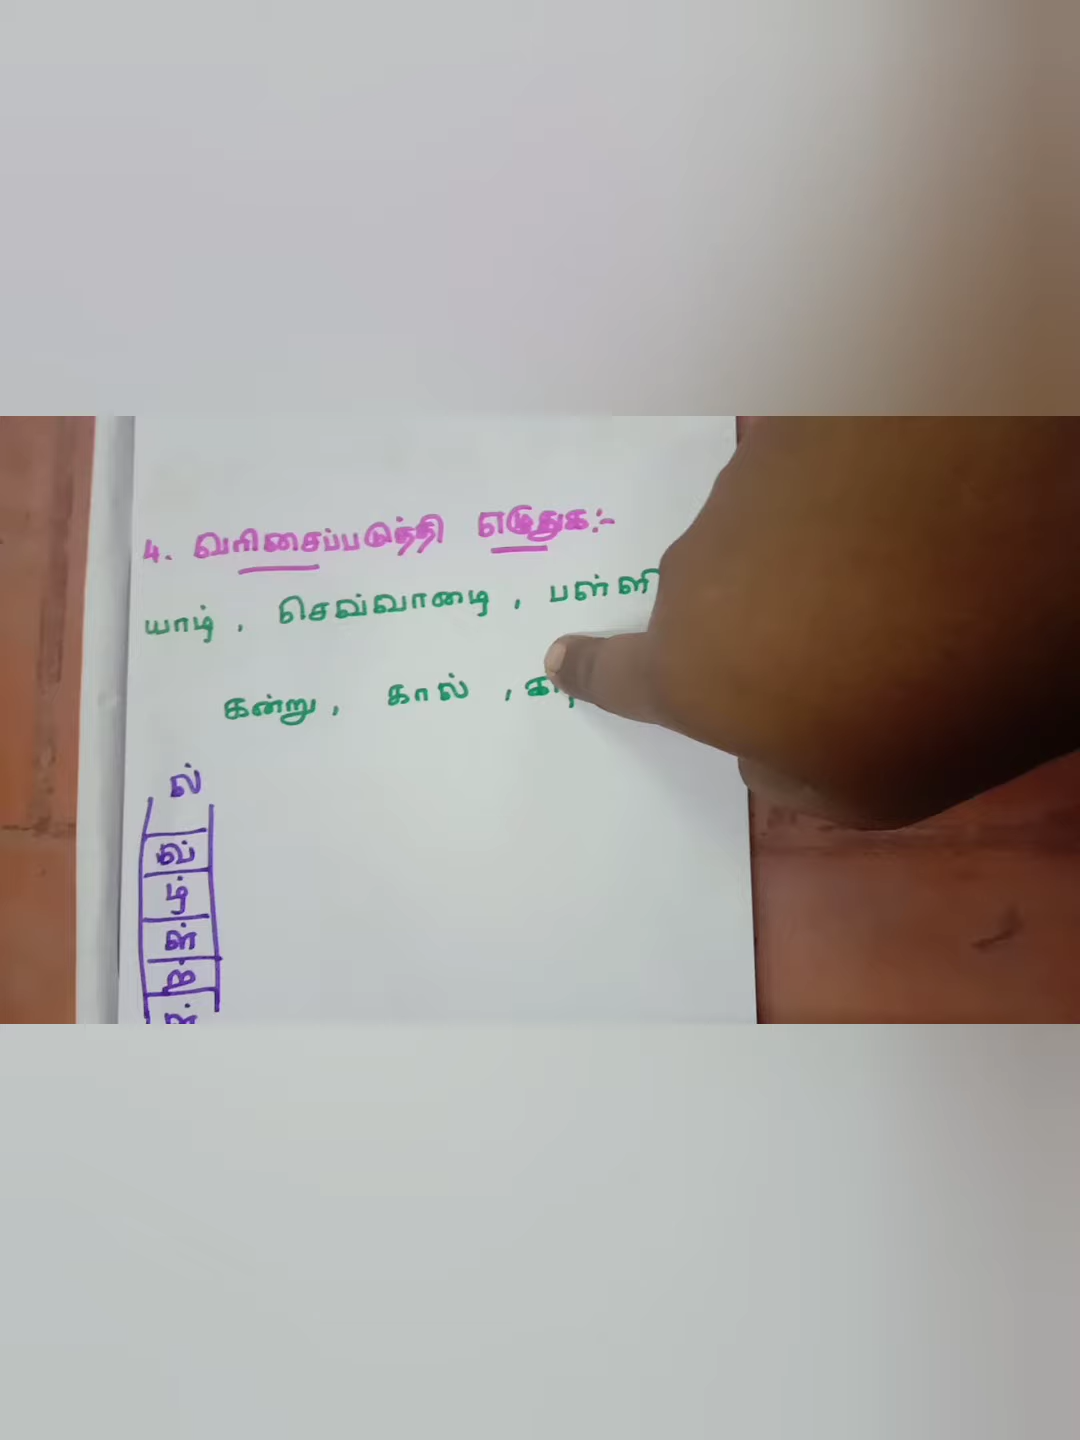 4. வரிசைப்படுத்தி எழுதுக:-
யாழ் , செவ்வாடை , பள்ளி
கன்று , கால் ,
ல்
வ்
ழ்
ள்
ற்